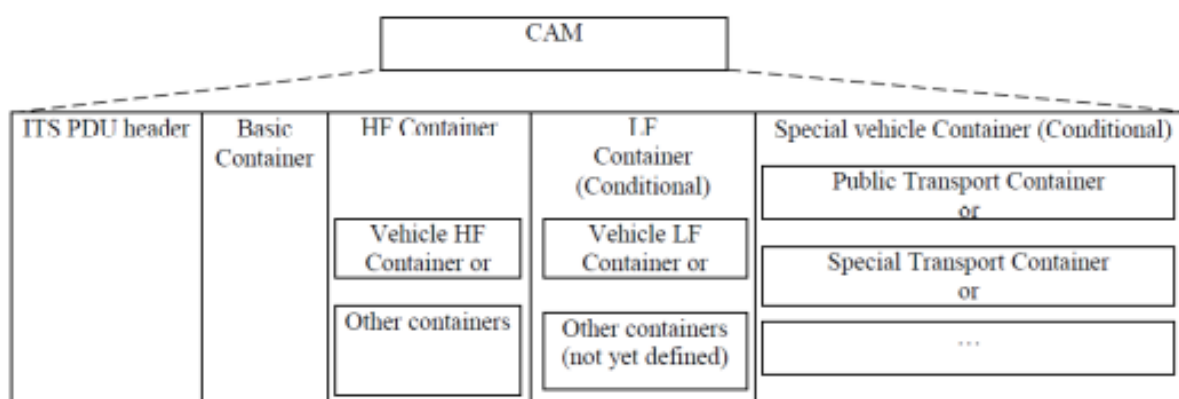 CAM
ITS PDU header
Basic
Container
HF Container
Vehicle HF
Container or
Other containers
LF
Container
(Conditional)
Vehicle LF
Container or
Other containers
(not yet defined)
Special vehicle Container (Conditional)
Public Transport Container
or
Special Transport Container
or
...